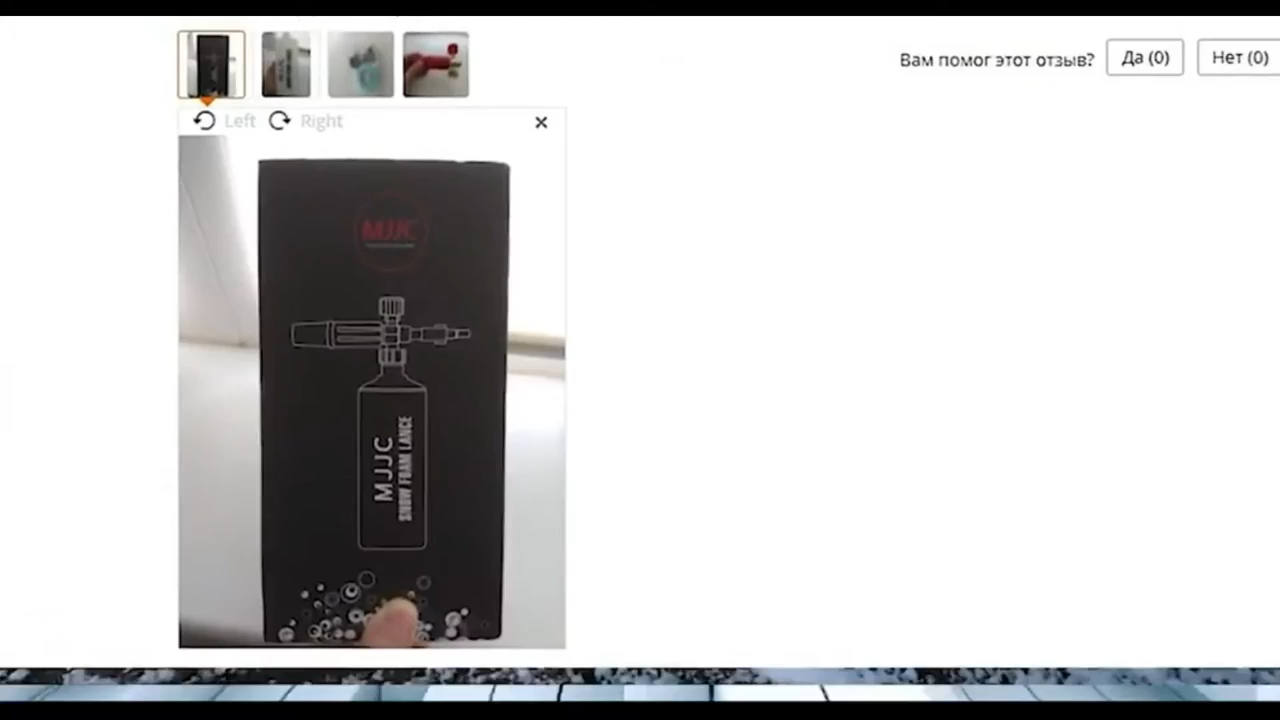 Вам помог этот отзыв?
Да (0)
Нет (0)
Left
Right
MJJC
MJJC
SNOW FOAM LANCE